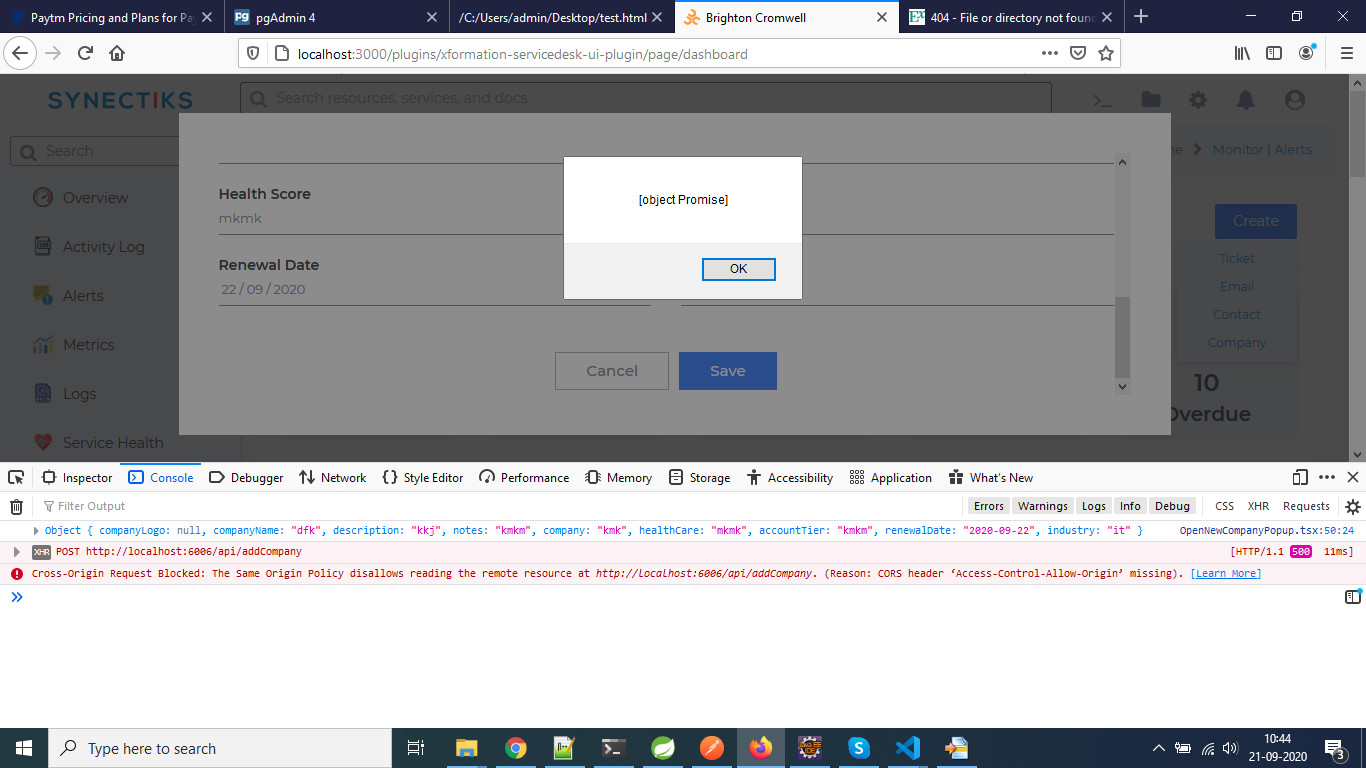 Paytm Pricing and Plans for Pa
pgAdmin 4
/C:/Users/admin/Desktop/test.html
Brighton Cromwell
404 - File or directory not found
localhost:3000/plugins/xformation-servicedesk-ui-plugin/page/dashboard
SYNECTIKS
Search resources, services, and docs
Search
Monitor | Alerts
Overview
Activity Log
Alerts
Metrics
Logs
Service Health
Health Score
mkmk
Renewal Date
22 / 09 / 2020
Cancel
Save
[object Promise]
OK
Create
Ticket
Email
Contact
Company
10
Overdue
Inspector
Console
Debugger
Network
Style Editor
Performance
Memory
Storage
Accessibility
Application
What's New
Filter Output
Errors
Warnings
Logs
Info
Debug
CSS
XHR
Requests
Object { companyLogo: null, companyName: "dfk", description: "kkj", notes: "kmkm", company: "kmk", healthCare: "mkmk", accountTier: "kmkm", renewalDate: "2020-09-22", industry: "it" }
OpenNewCompanyPopup.tsx:50:24
XHR POST http://localhost:6006/api/addCompany
[HTTP/1.1 500 11ms]
Cross-Origin Request Blocked: The Same Origin Policy disallows reading the remote resource at http://localhost:6006/api/addCompany. (Reason: CORS header ‘Access-Control-Allow-Origin’ missing). [Learn More]
Type here to search
10:44
21-09-2020
3